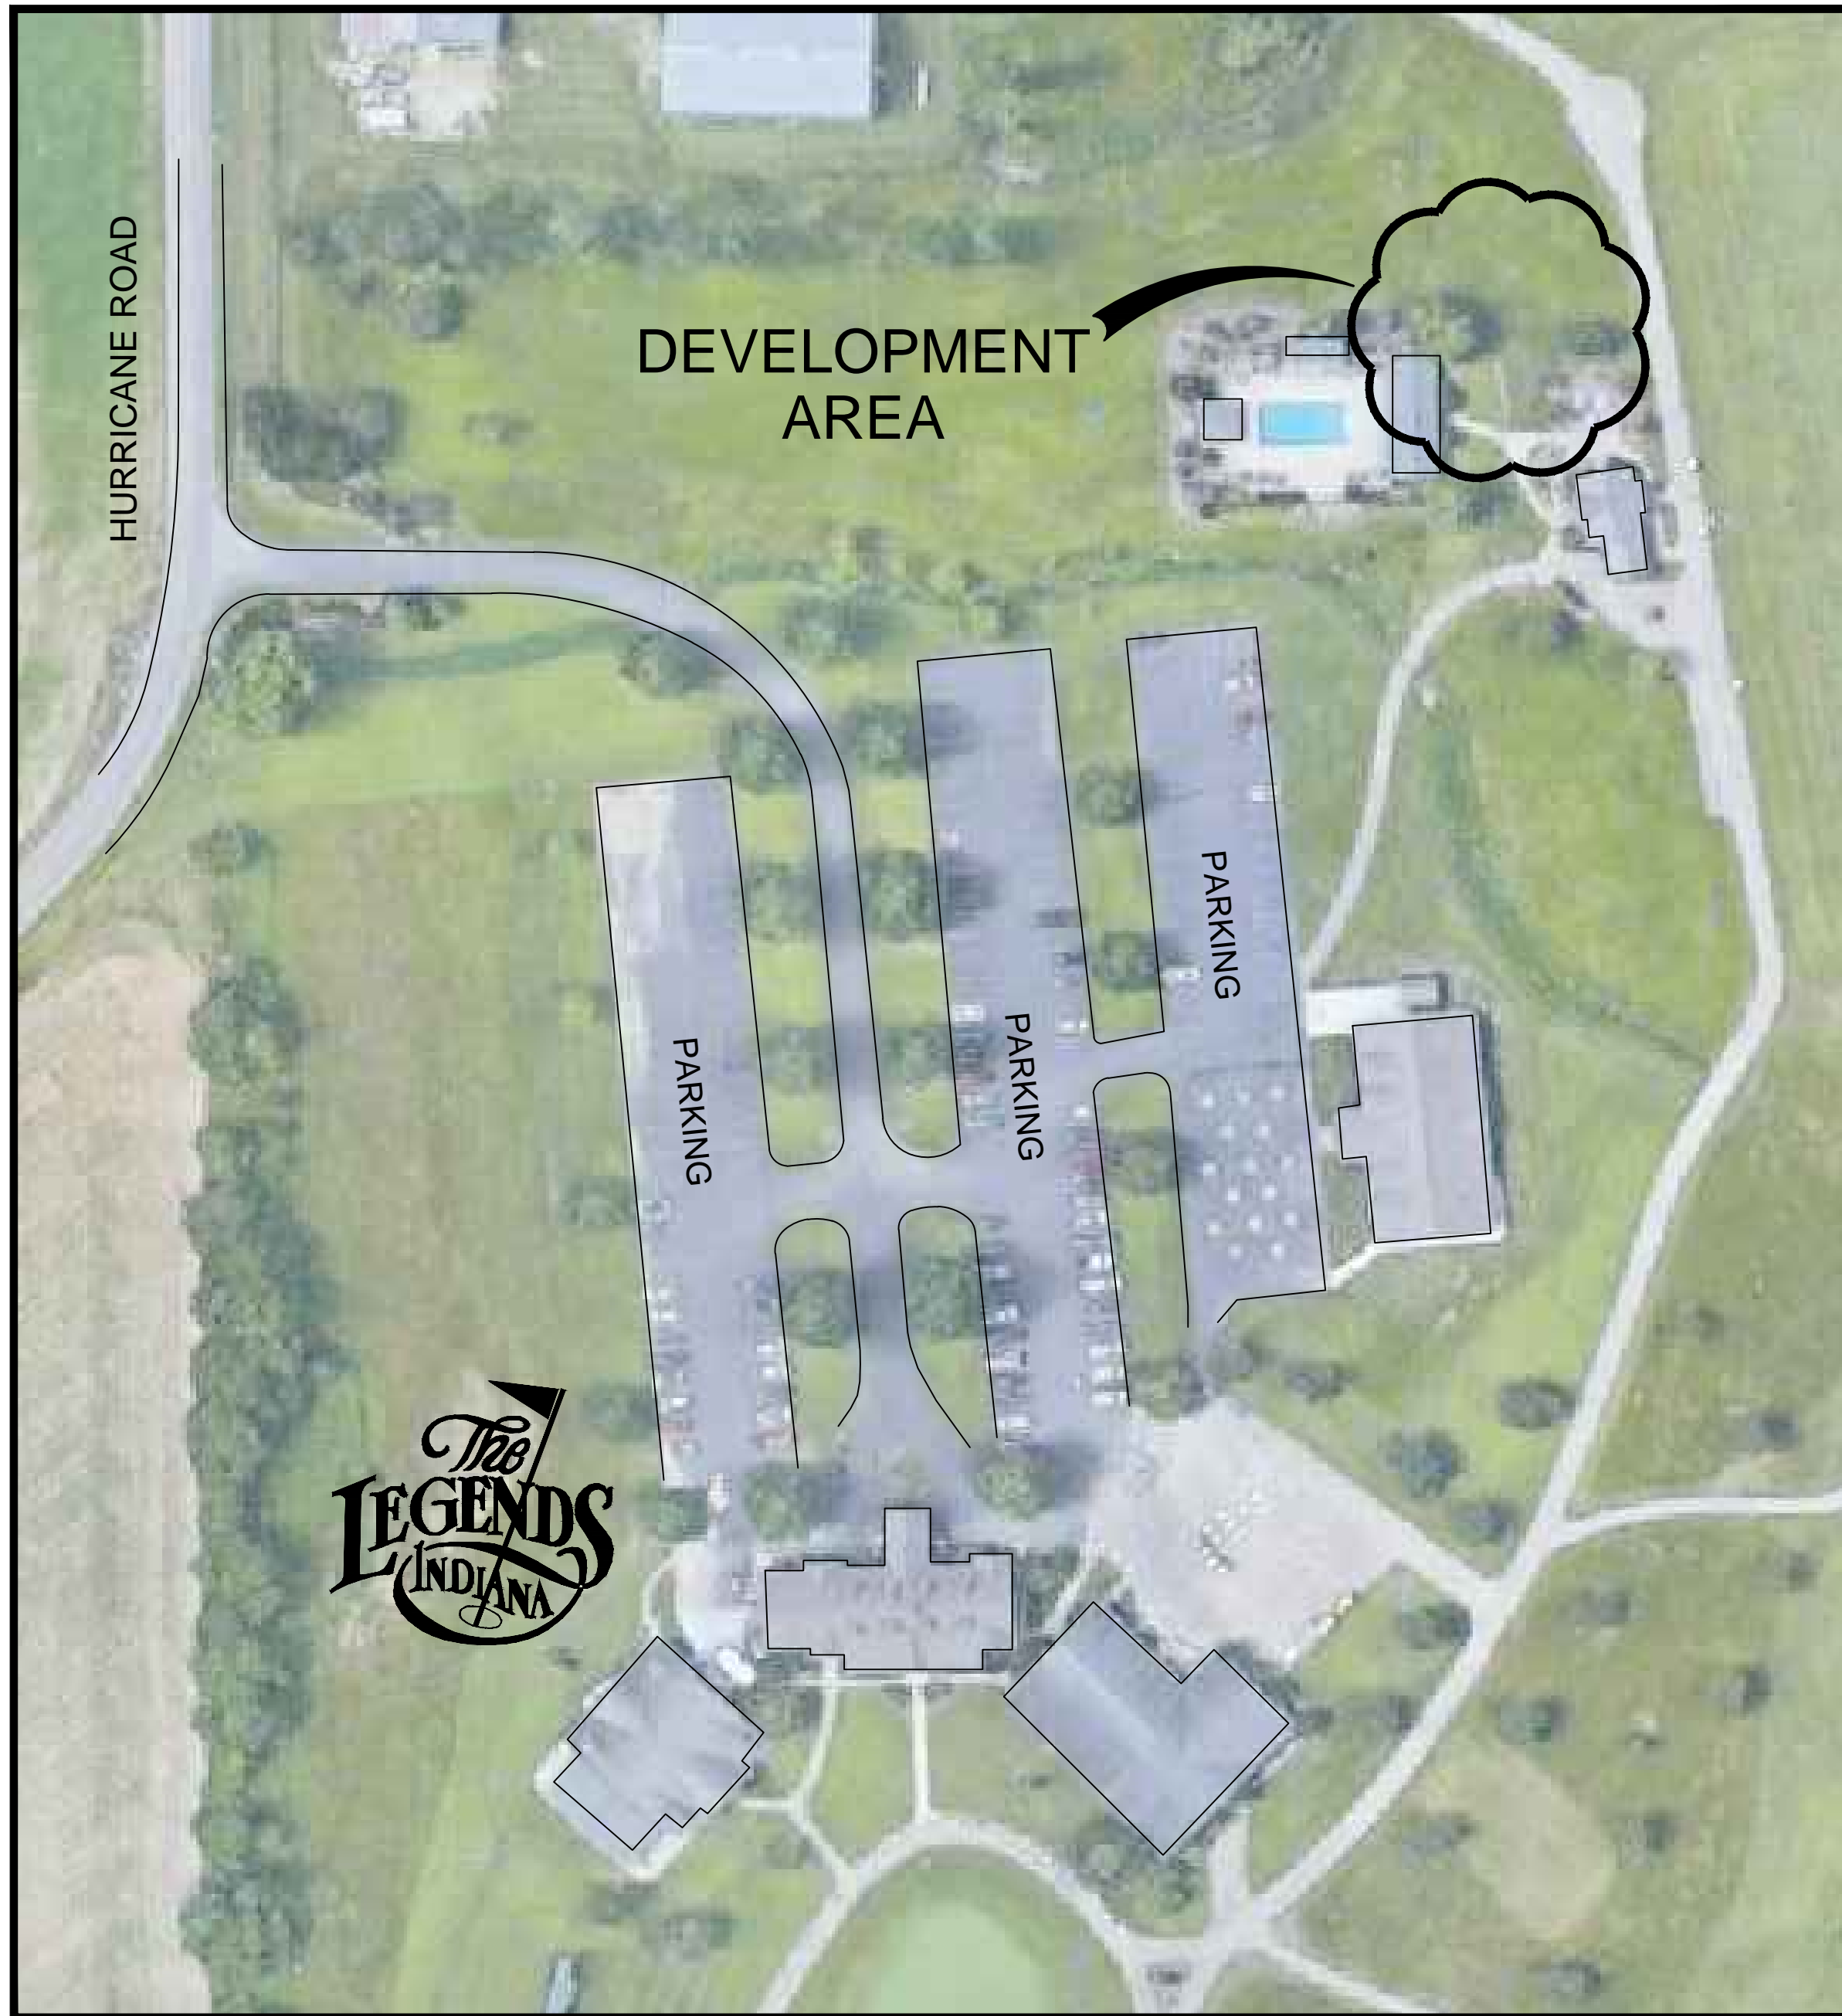 HURRICANE ROAD
DEVELOPMENT
AREA
PARKING
PARKING
PARKING
The
LEGENDS
INDIANA